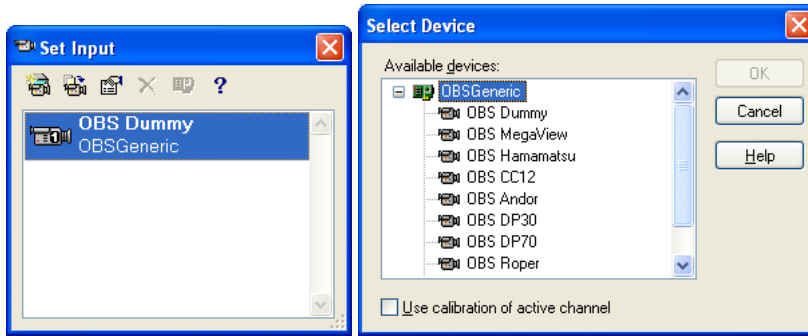 Set Input
?
1 OBS Dummy
OBSGeneric
Select Device
Available devices:
OBSGeneric
OBS Dummy
OBS MegaView
OBS Hamamatsu
OBS CC12
OBS Andor
OBS DP30
OBS DP70
OBS Roper
Use calibration of active channel
OK
Cancel
Help